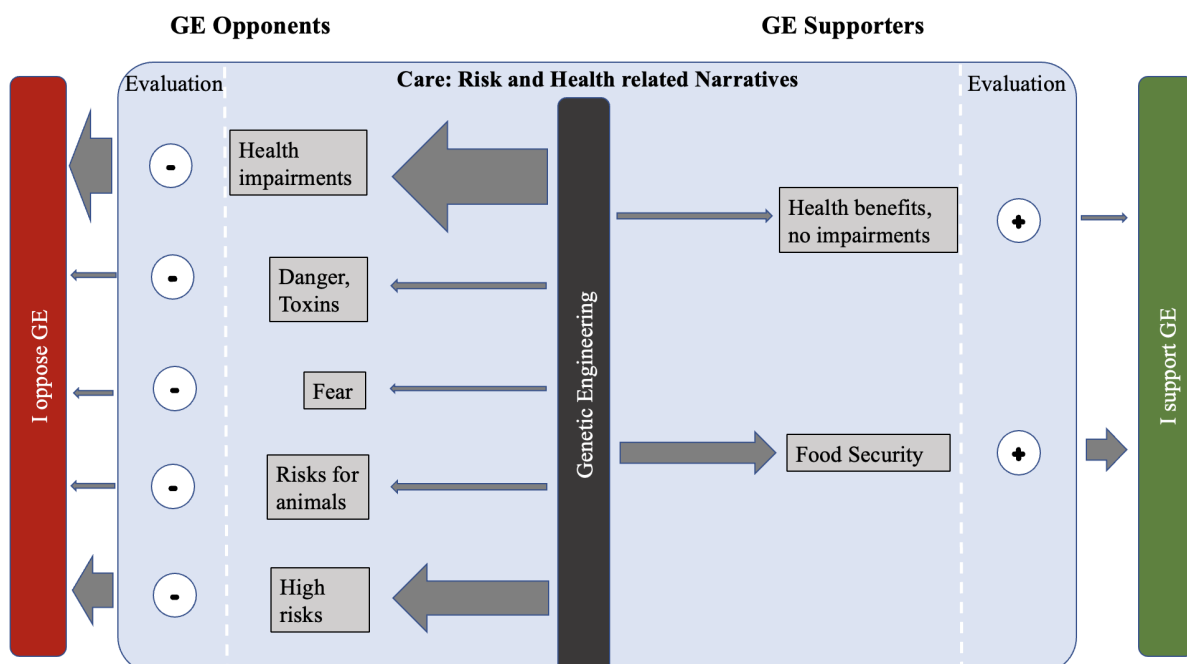 GE Opponents
GE Supporters
Evaluation
Care: Risk and Health related Narratives
Evaluation
I oppose GE
-
Health
impairments
-
Danger,
Toxins
-
Fear
-
Risks for
animals
-
High
risks
Genetic Engineering
Health benefits,
no impairments
+
Food Security
+
I support GE